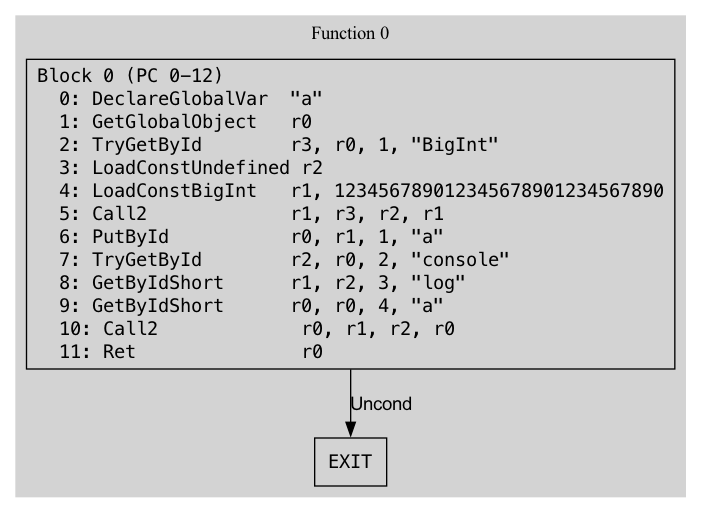 Function 0
Block 0 (PC 0-12)
0: DeclareGlobalVar "a"
1: GetGlobalObject r0
2: TryGetById r3, r0, 1, "BigInt"
3: LoadConstUndefined r2
4: LoadConstBigInt r1, 123456789012345678901234567890
5: Call2 r1, r3, r2, r1
6: PutById r0, r1, 1, "a"
7: TryGetById r2, r0, 2, "console"
8: GetByIdShort r1, r2, 3, "log"
9: GetByIdShort r0, r0, 4, "a"
10: Call2 r0, r1, r2, r0
11: Ret r0
Uncond
EXIT